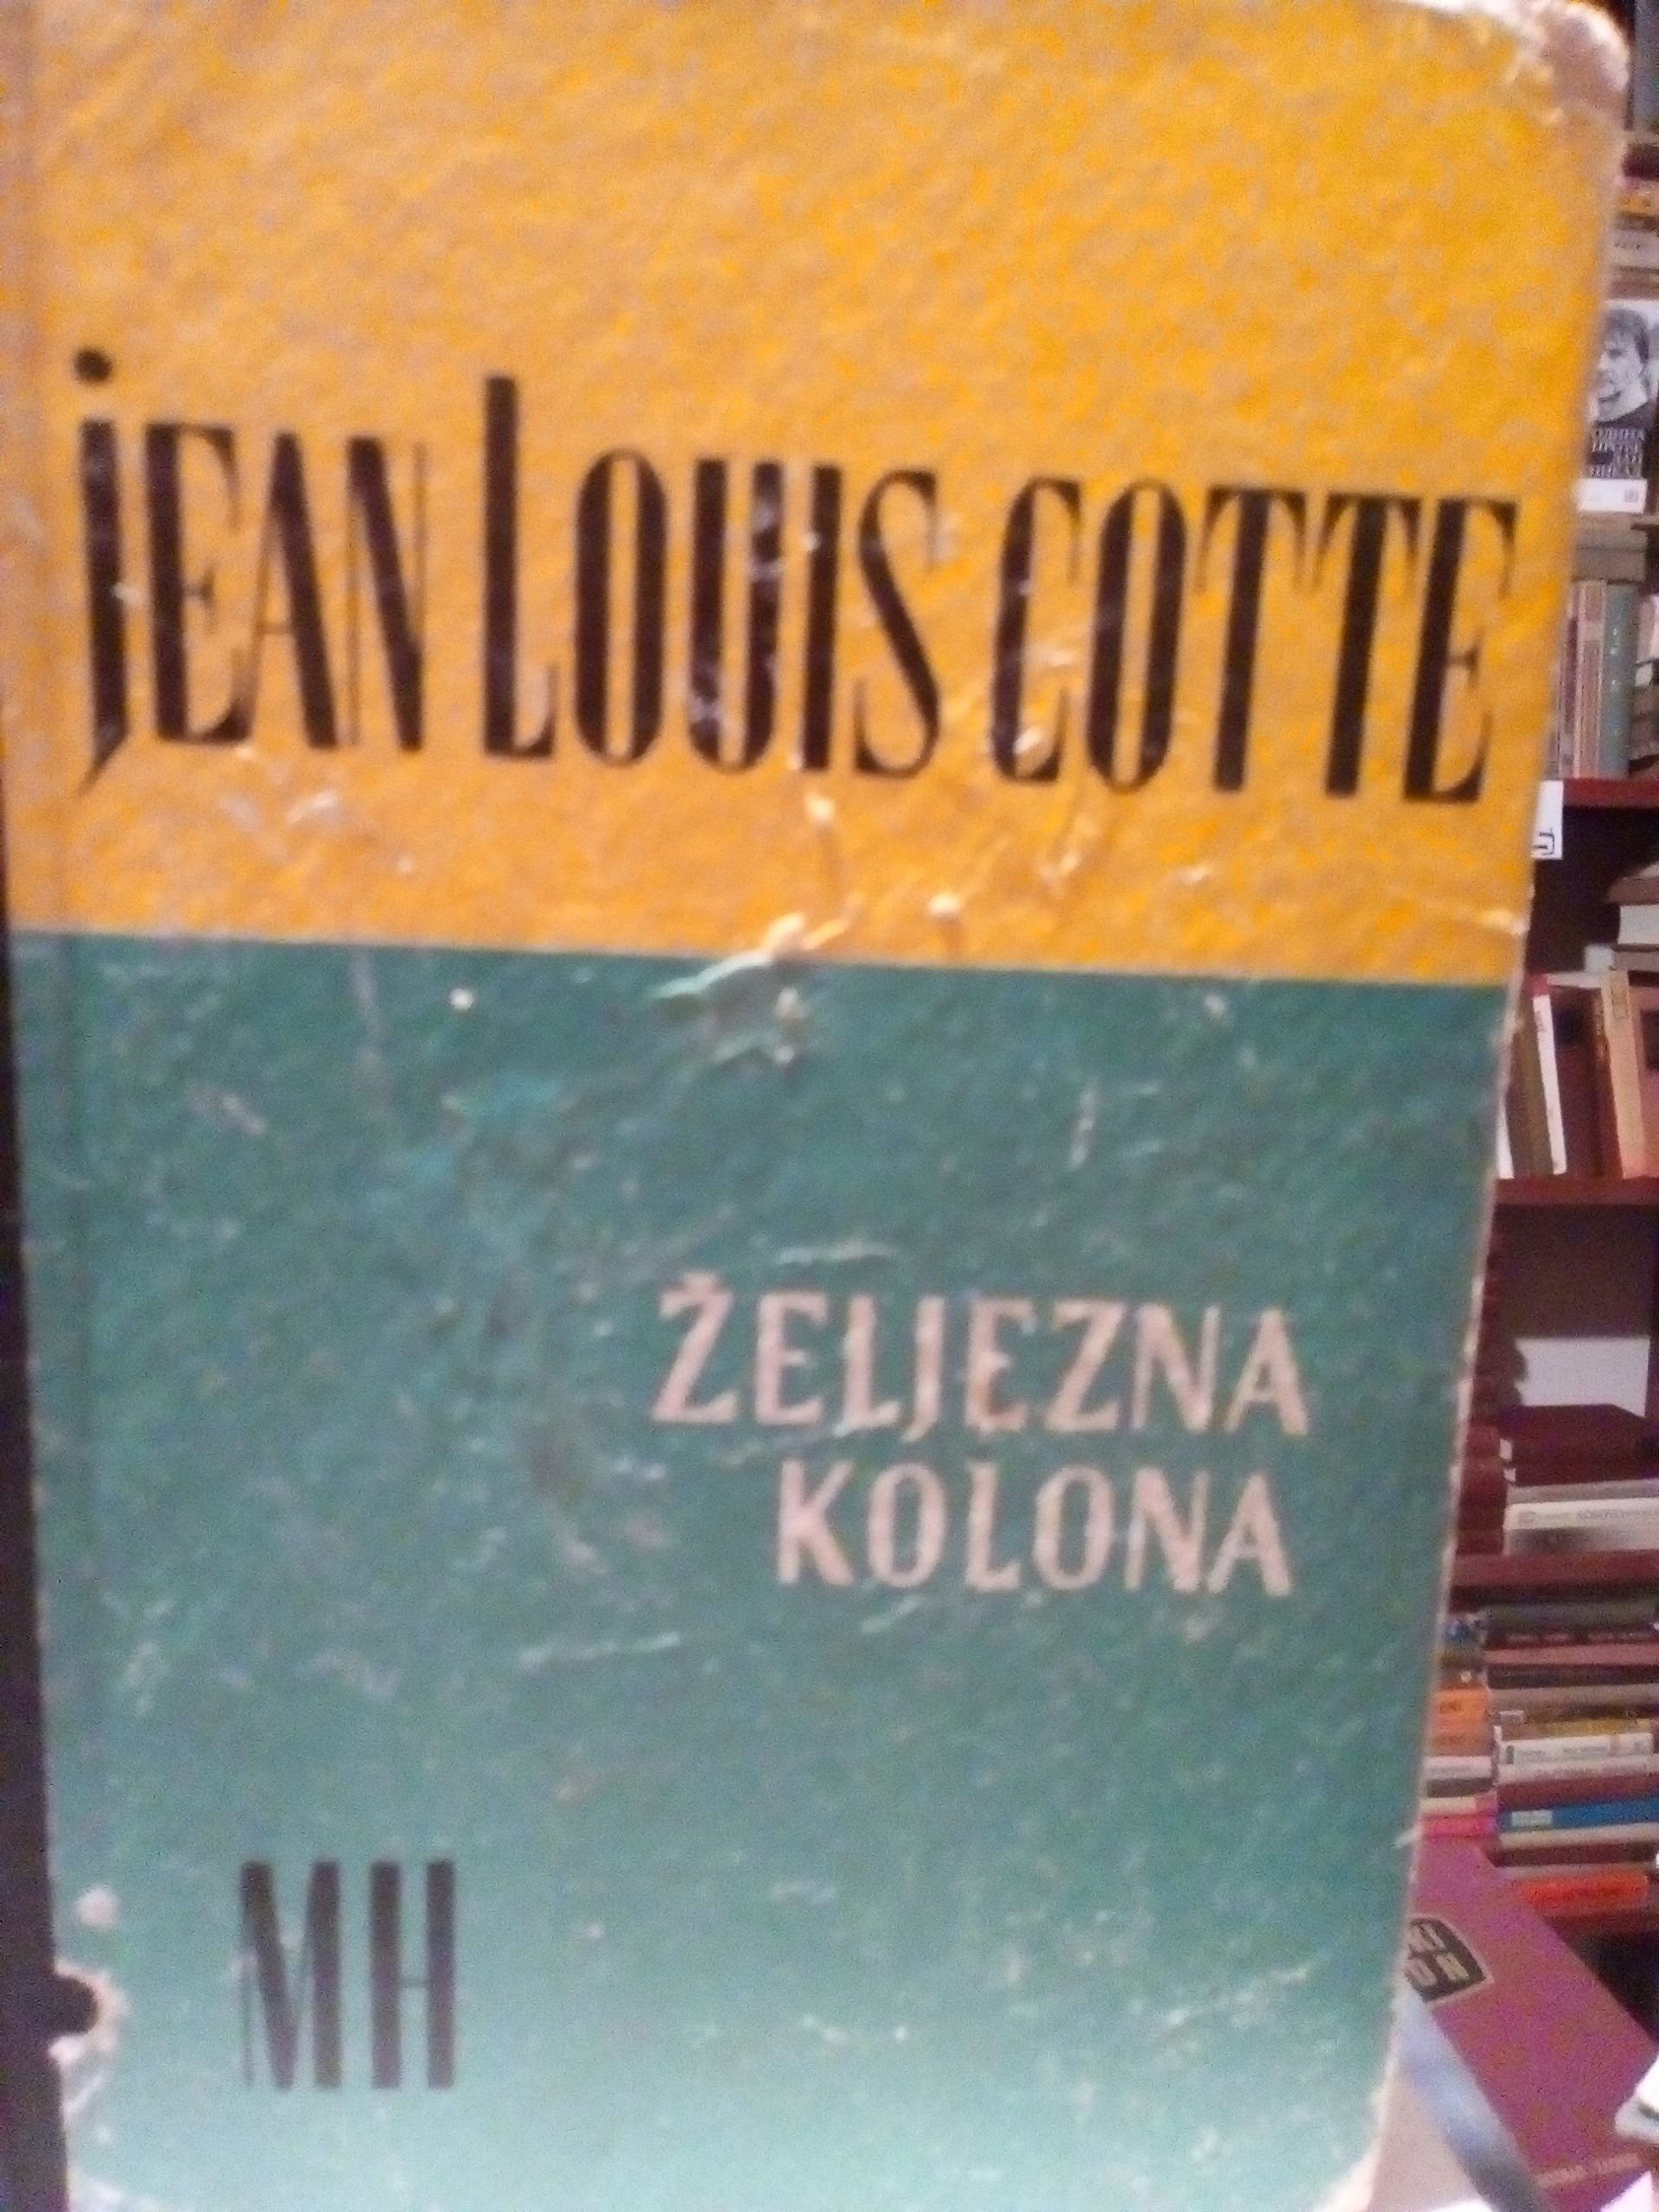 jEAN LOUIS COTTE
ŽELJEZNA
KOLONA
MH